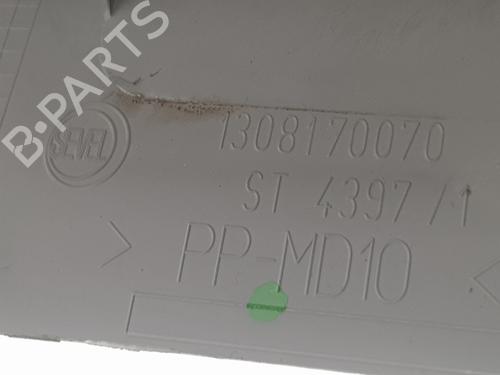 B-PARTS
SEVEL
1308170070
ST 4397/1
>PP-MD10<